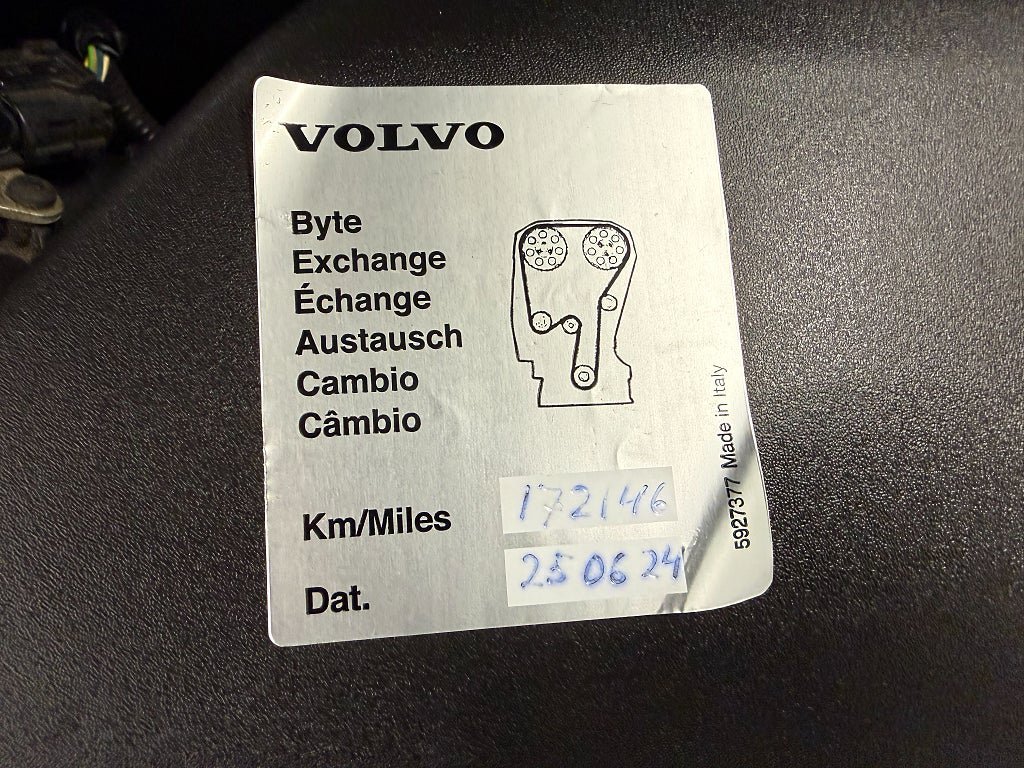 VOLVO
Byte
Exchange
Échange
Austausch
Cambio
Câmbio
Km/Miles 172146
Dat. 25 06 24
5927377 Made in Italy